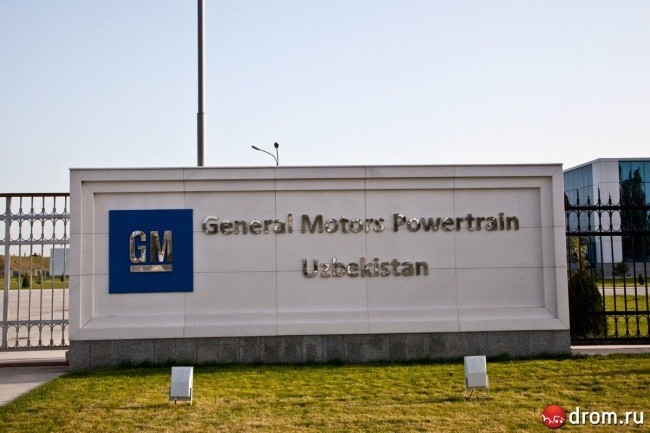 GM
General Motors Powertrain
Uzbekistan
drom.ru